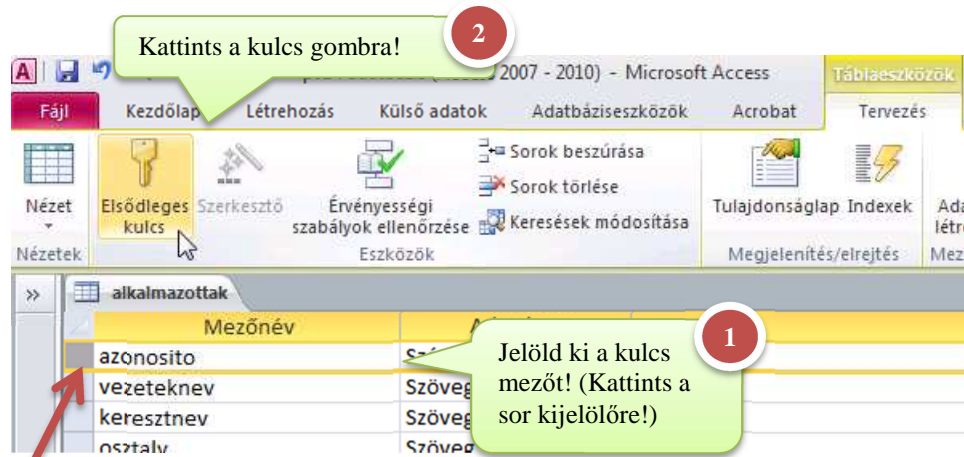 Kattints a kulcs gombra!
2
2007 - 2010) - Microsoft Access
Táblaeszközök
Fájl
Kezdőlap
Létrehozás
Külső adatok
Adatbáziseszközök
Acrobat
Tervezés
Nézet
Elsődleges kulcs
Szerkesztő
Érvényességi szabályok ellenőrzése
Sorok beszúrása
Sorok törlése
Keresések módosítása
Tulajdonságlap
Indexek
Nézetek
Eszközök
Megjelenítés/elrejtés
Mez
alkalmazottak
Mezőnév
1
Jelöld ki a kulcs
mezőt! (Kattints a
sor kijelölőre!)
azonosito
vezeteknev
Szöveg
keresztnev
Szöveg
osztaly
Szöveg